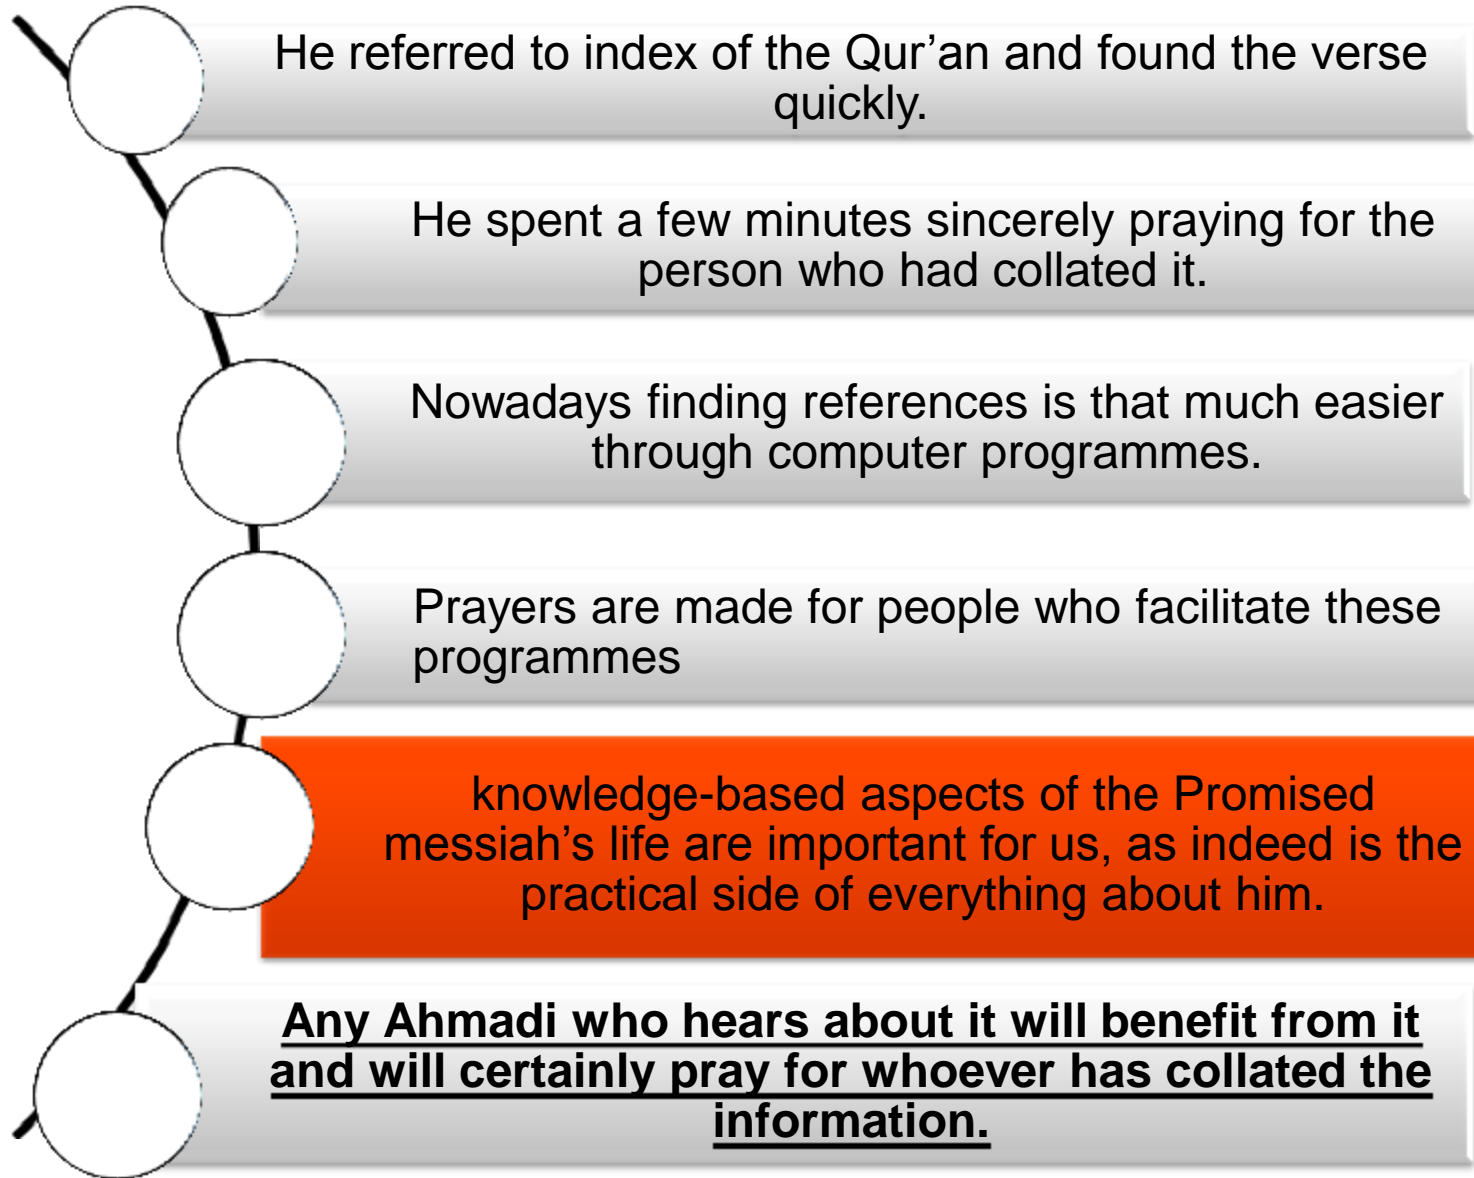 He referred to index of the Qur’an and found the verse
quickly.
He spent a few minutes sincerely praying for the
person who had collated it.
Nowadays finding references is that much easier
through computer programmes.
Prayers are made for people who facilitate these
programmes
knowledge-based aspects of the Promised
messiah’s life are important for us, as indeed is the
practical side of everything about him.
Any Ahmadi who hears about it will benefit from it
and will certainly pray for whoever has collated the
information.